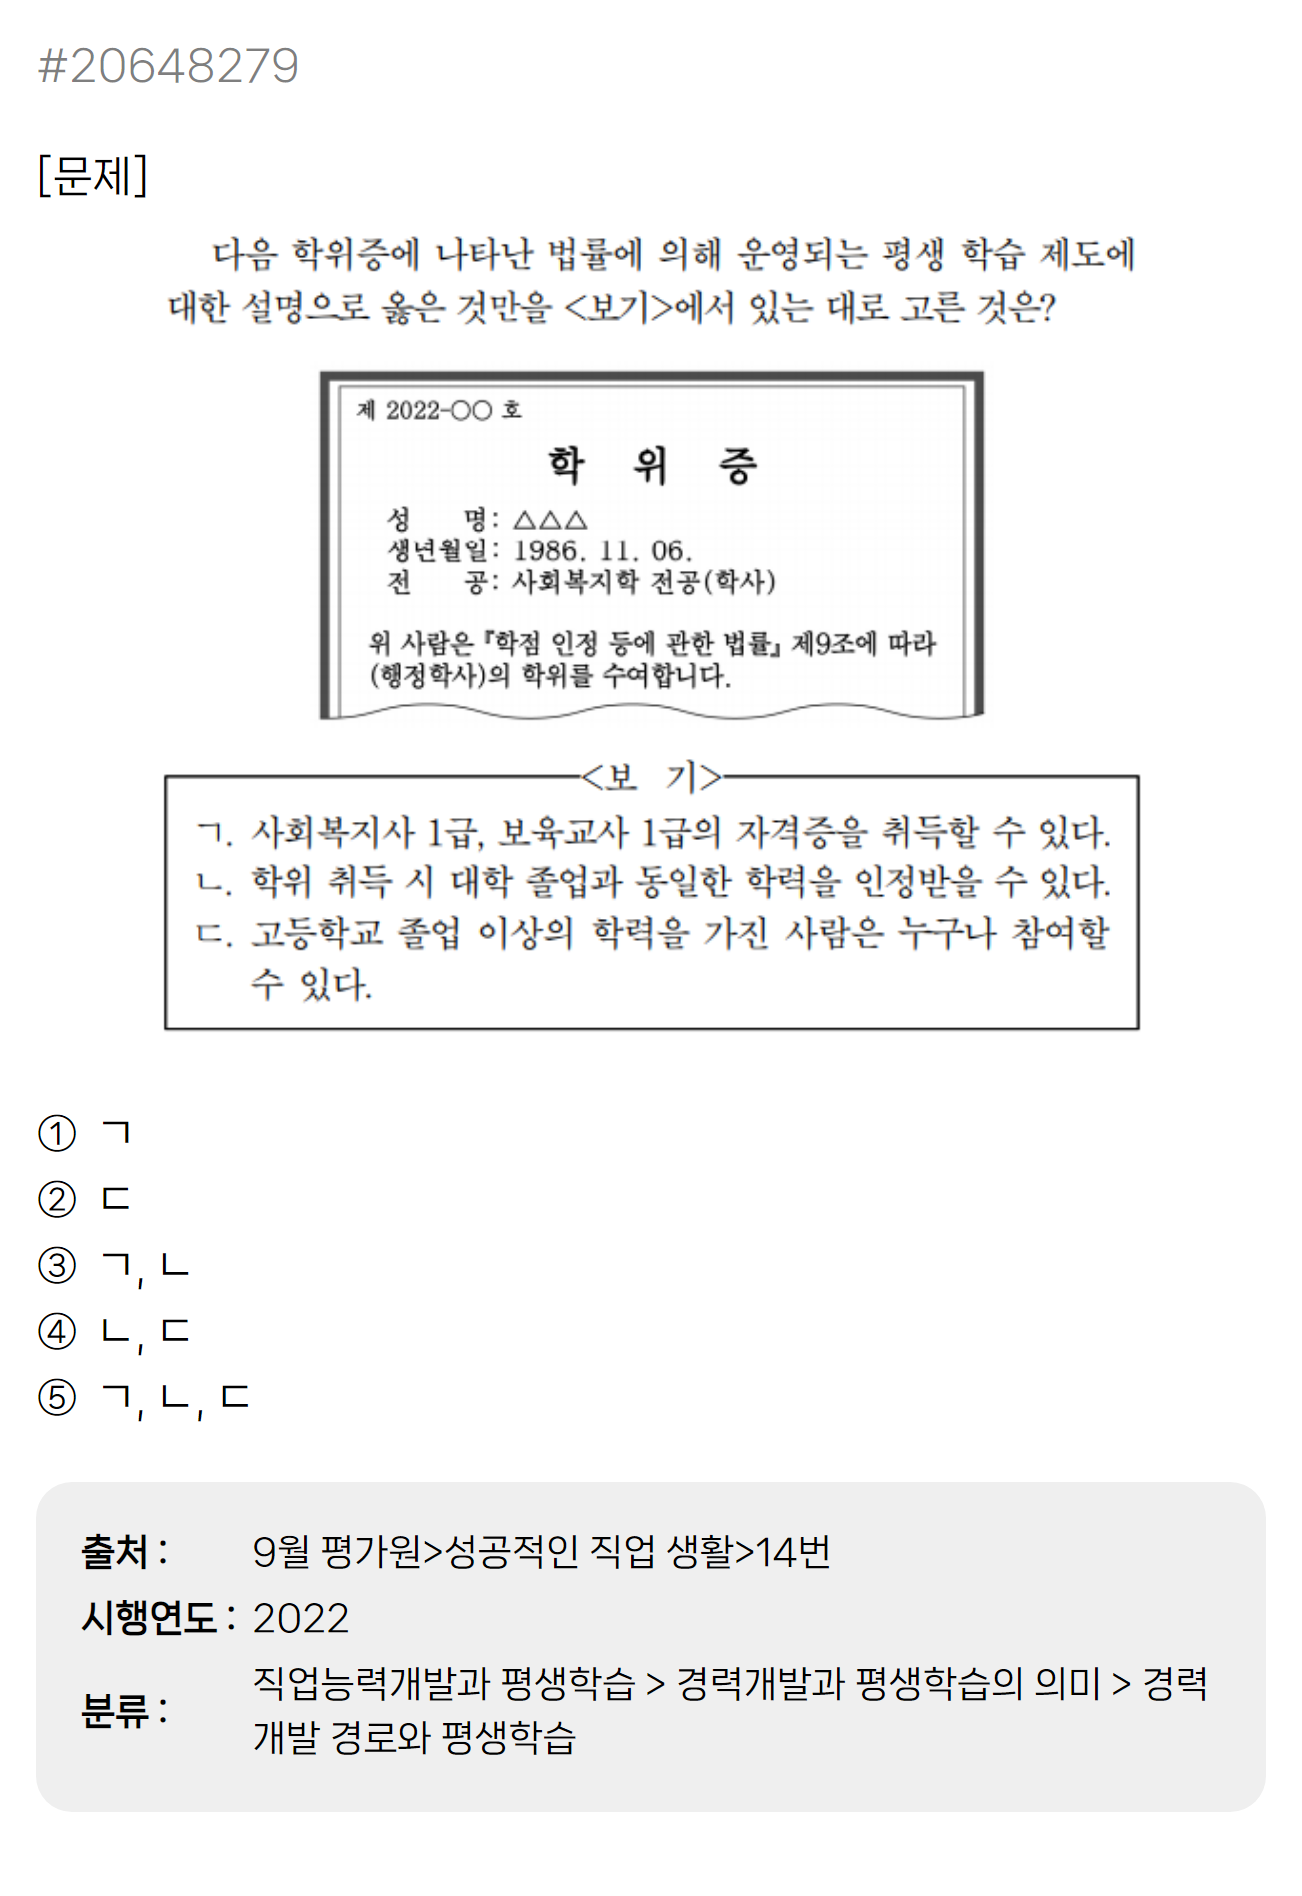 #20648279
[문제]
다음 학위증에 나타난 법률에 의해 운영되는 평생 학습 제도에
대한 설명으로 옳은 것만을 <보기>에서 있는 대로 고른 것은?
제 2022-○○ 호
학 위 증
성 명: △△△
생년월일: 1986. 11. 06.
전 공: 사회복지학 전공(학사)
위 사람은 『학점 인정 등에 관한 법률』 제9조에 따라
(행정학사)의 학위를 수여합니다.
<보 기>
ㄱ. 사회복지사 1급, 보육교사 1급의 자격증을 취득할 수 있다.
ㄴ. 학위 취득 시 대학 졸업과 동일한 학력을 인정받을 수 있다.
ㄷ. 고등학교 졸업 이상의 학력을 가진 사람은 누구나 참여할
수 있다.
① ㄱ
② ㄷ
③ ㄱ, ㄴ
④ ㄴ, ㄷ
⑤ ㄱ, ㄴ, ㄷ
출처 : 9월 평가원>성공적인 직업 생활>14번
시행연도 : 2022
분류 : 직업능력개발과 평생학습 > 경력개발과 평생학습의 의미 > 경력
개발 경로와 평생학습